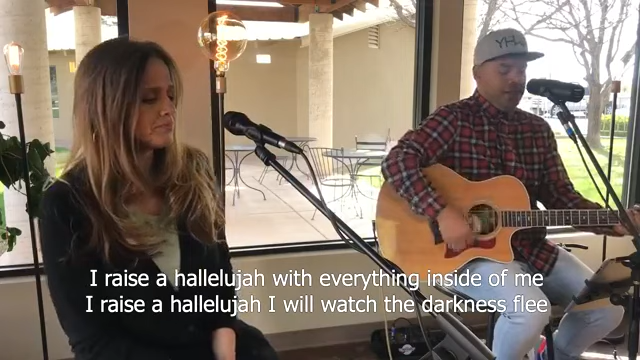 I raise a hallelujah with everything inside of me
I raise a hallelujah I will watch the darkness flee